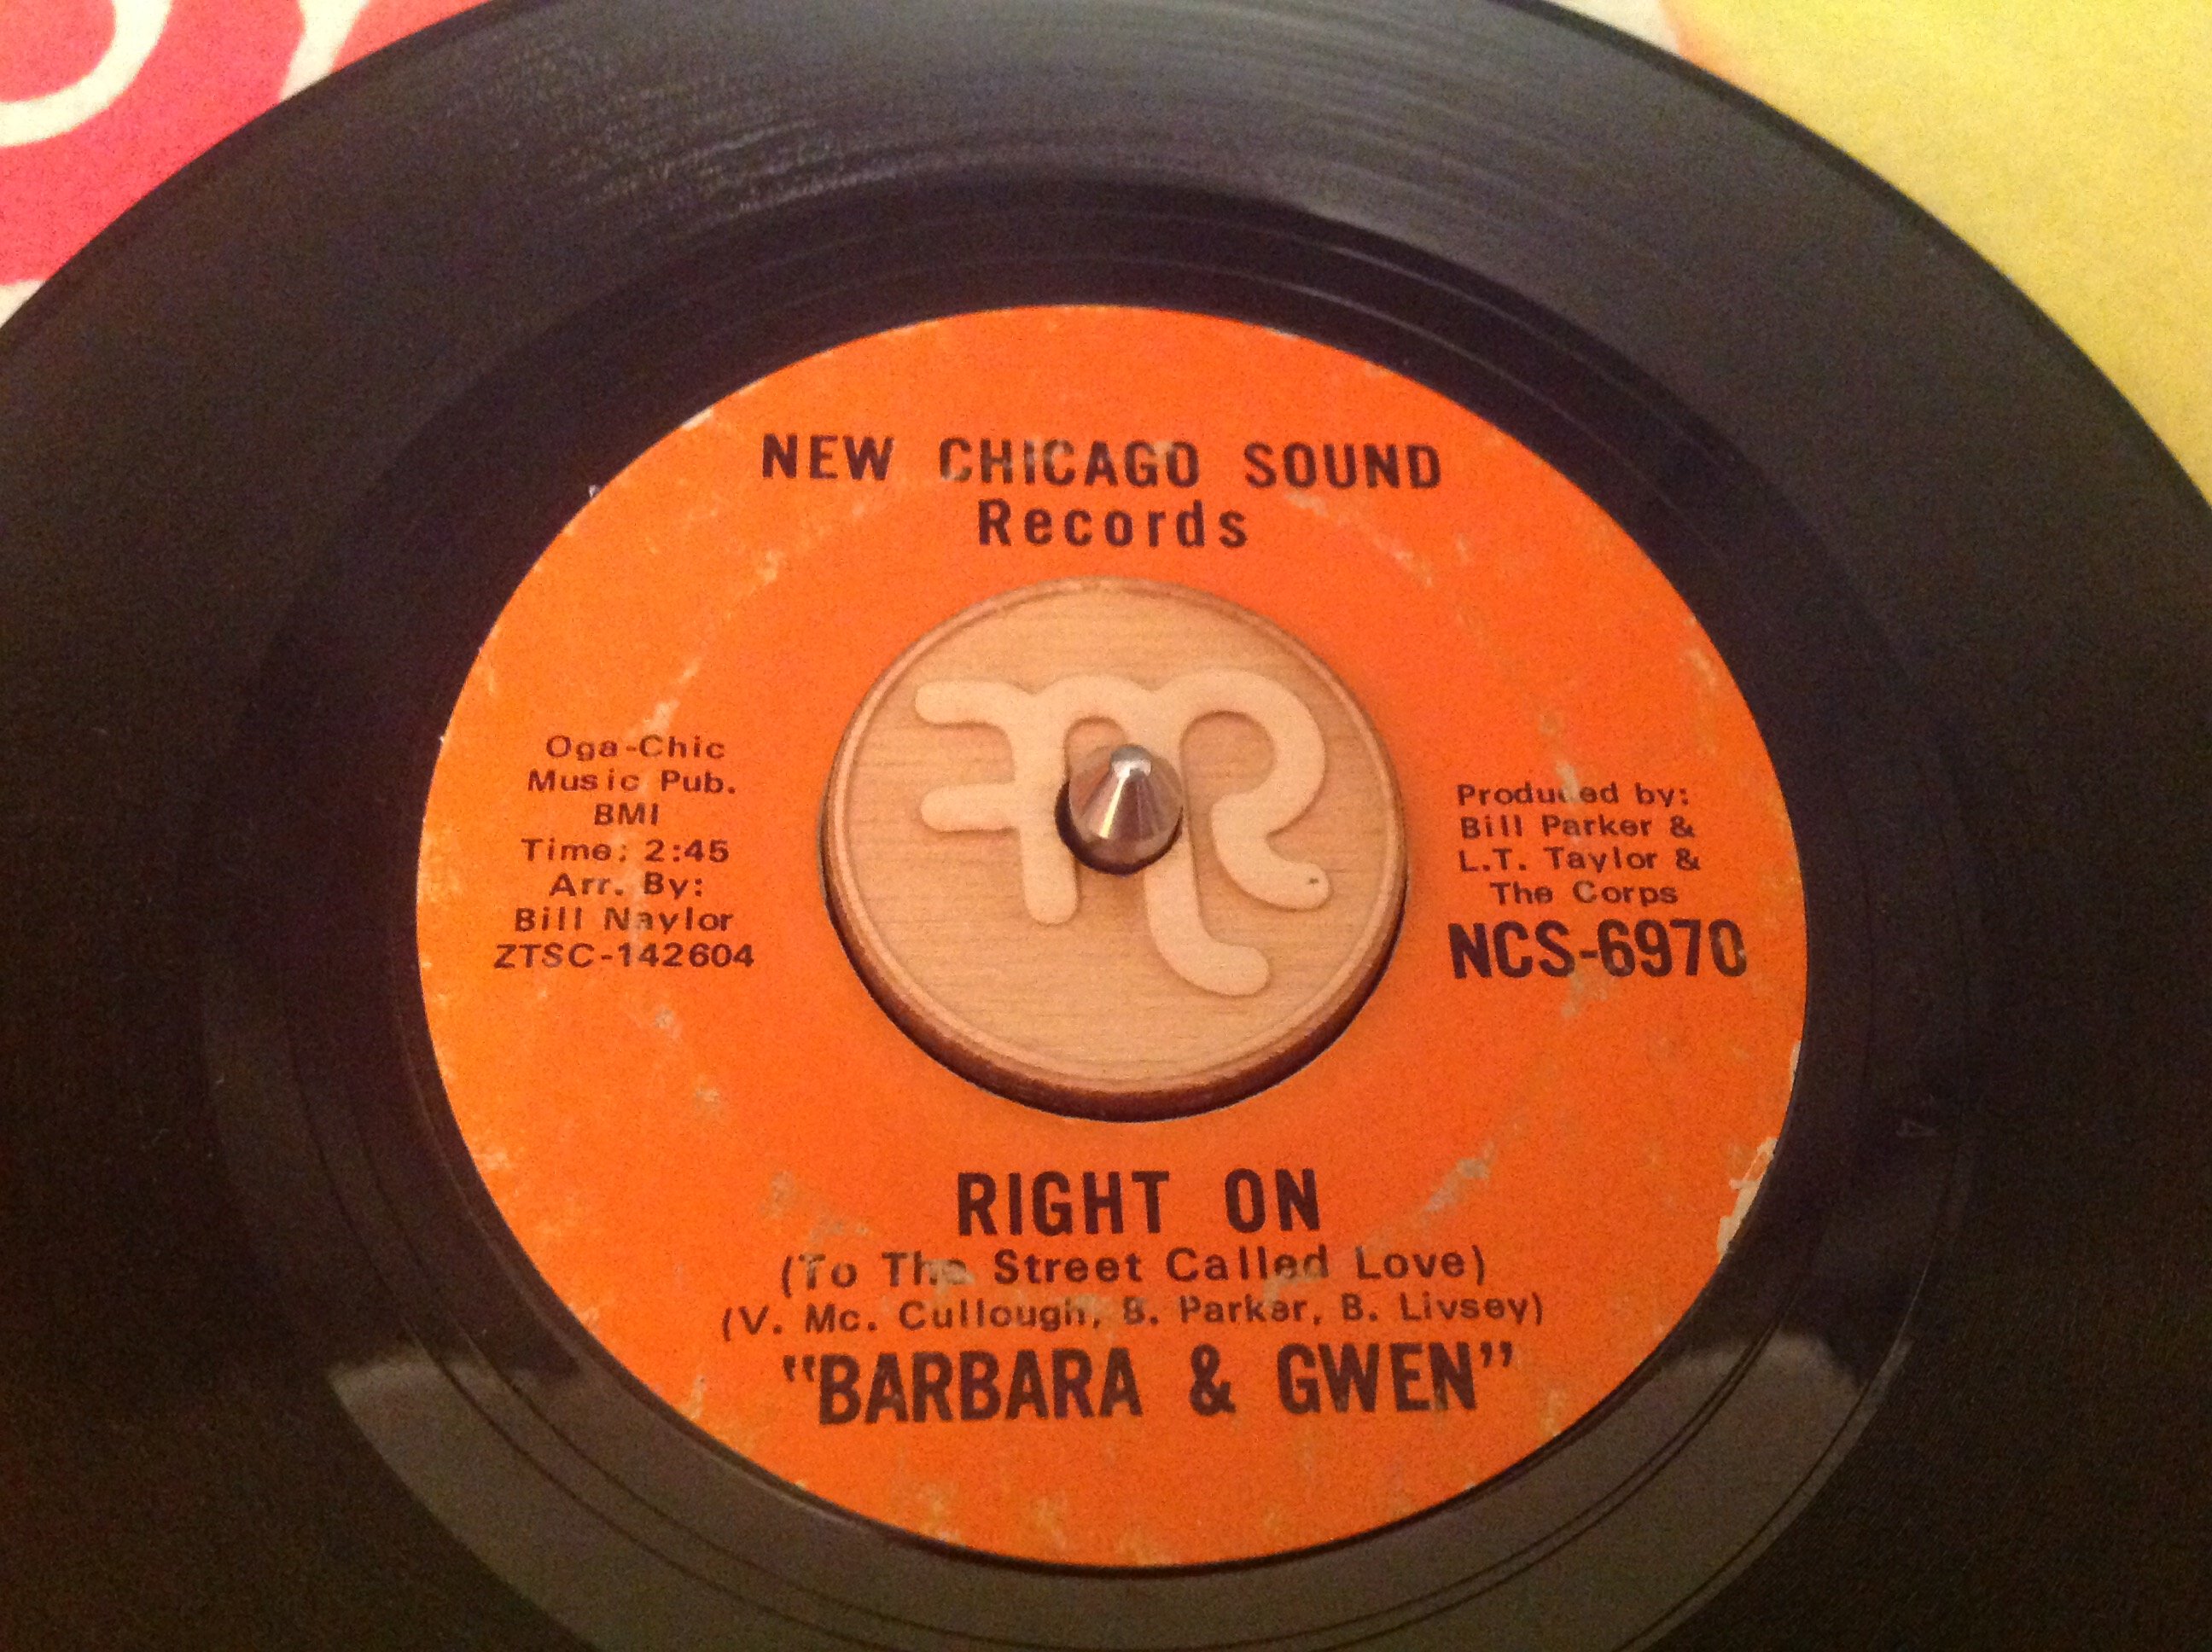 NEW CHICAGO SOUND
Records
Oga-Chic
Music Pub.
BMI
Time: 2:45
Arr. By:
Bill Naylor
ZTSC-142604
Produced by:
Bill Parker &
L.T. Taylor &
The Corps
NCS-6970
RIGHT ON
(To The Street Called Love)
(V. Mc. Cullough, B. Parker, B. Livsey)
"BARBARA & GWEN"